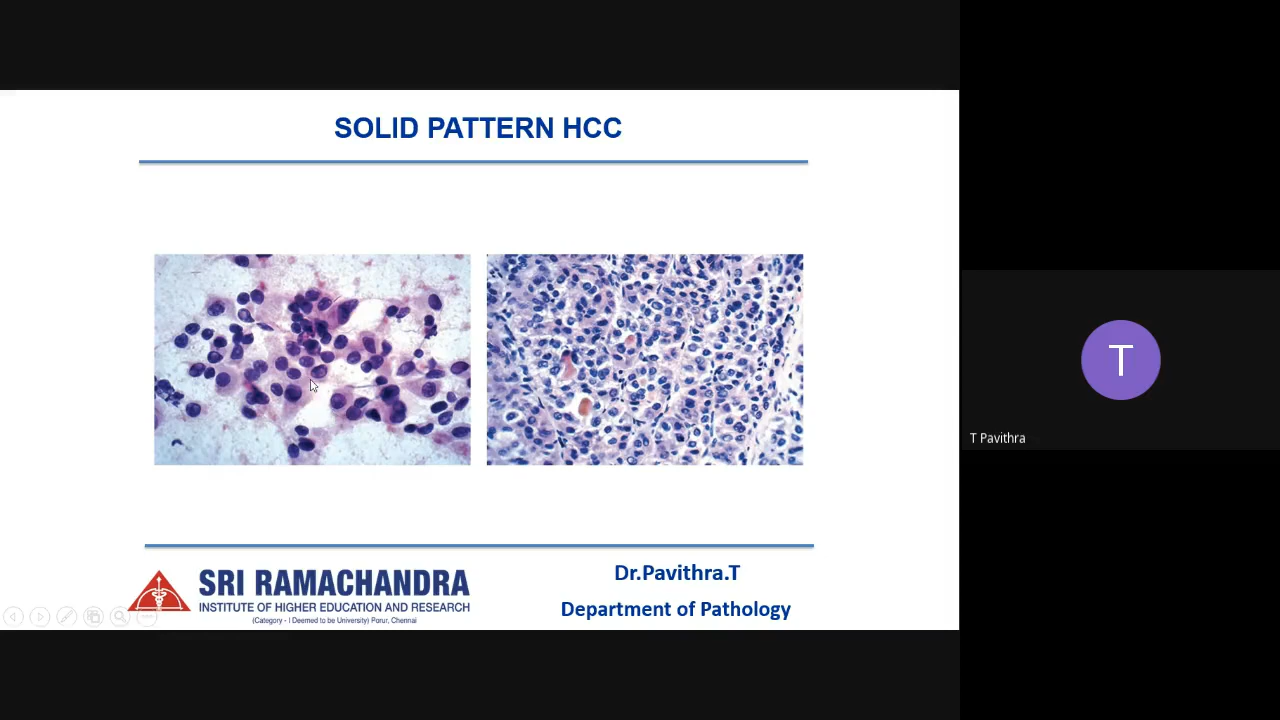 SOLID PATTERN HCC
SRI RAMACHANDRA
INSTITUTE OF HIGHER EDUCATION AND RESEARCH
(Category - I Deemed to be University) Porur, Chennai
Dr.Pavithra.T
Department of Pathology
T
T Pavithra